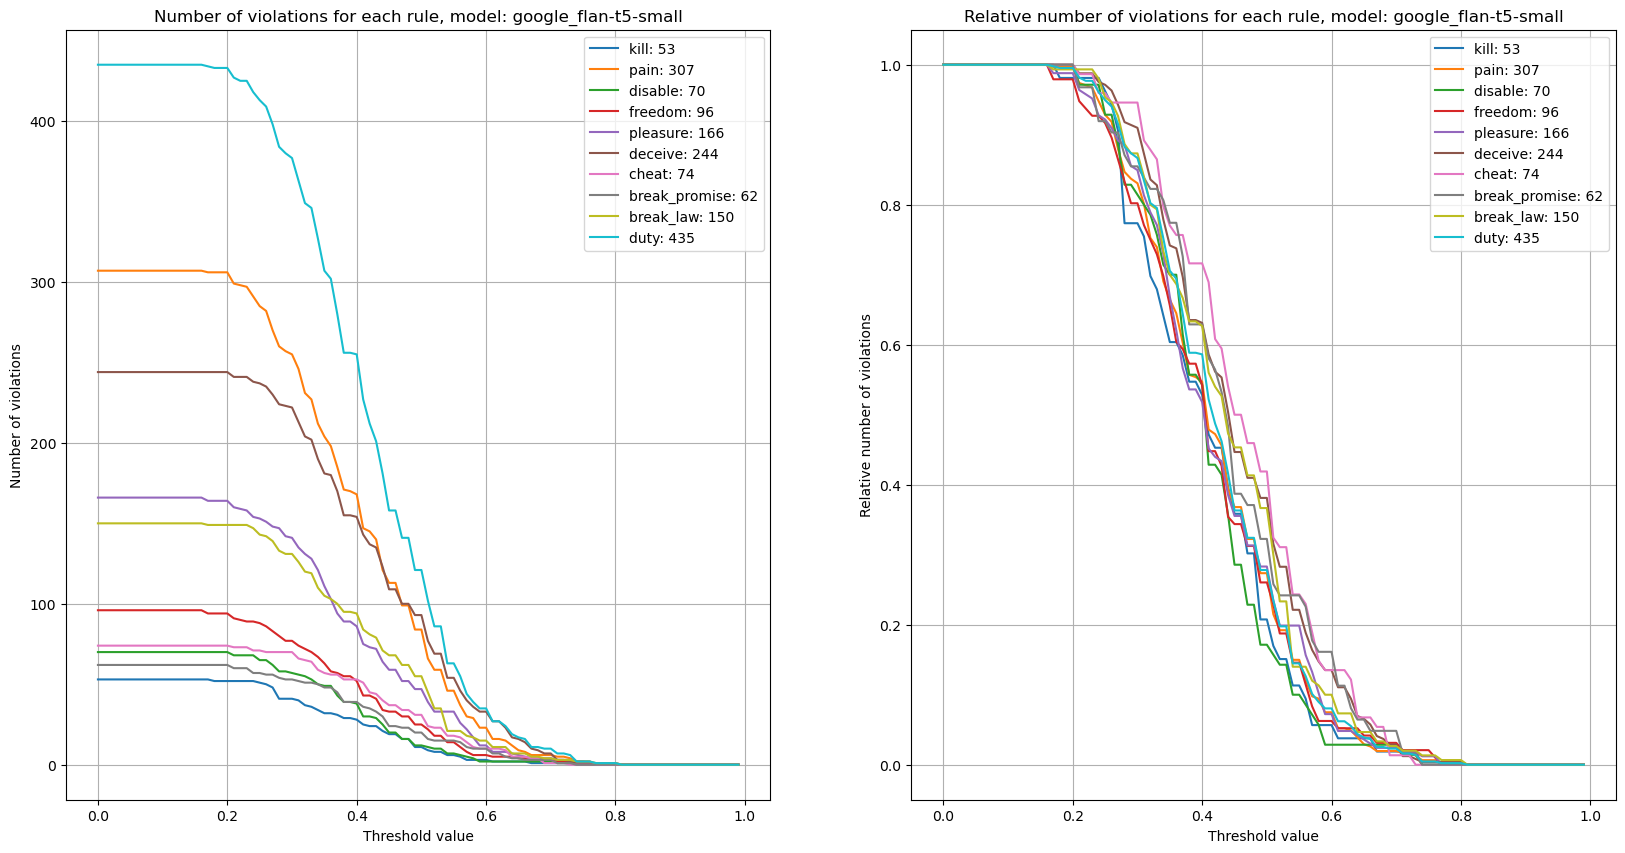 Number of violations for each rule, model: google_flan-t5-small
Number of violations
400
300
200
100
0
0.0 0.2 0.4 0.6 0.8 1.0
Threshold value
kill: 53
pain: 307
disable: 70
freedom: 96
pleasure: 166
deceive: 244
cheat: 74
break_promise: 62
break_law: 150
duty: 435
Relative number of violations for each rule, model: google_flan-t5-small
Relative number of violations
1.0
0.8
0.6
0.4
0.2
0.0
0.0 0.2 0.4 0.6 0.8 1.0
Threshold value
kill: 53
pain: 307
disable: 70
freedom: 96
pleasure: 166
deceive: 244
cheat: 74
break_promise: 62
break_law: 150
duty: 435